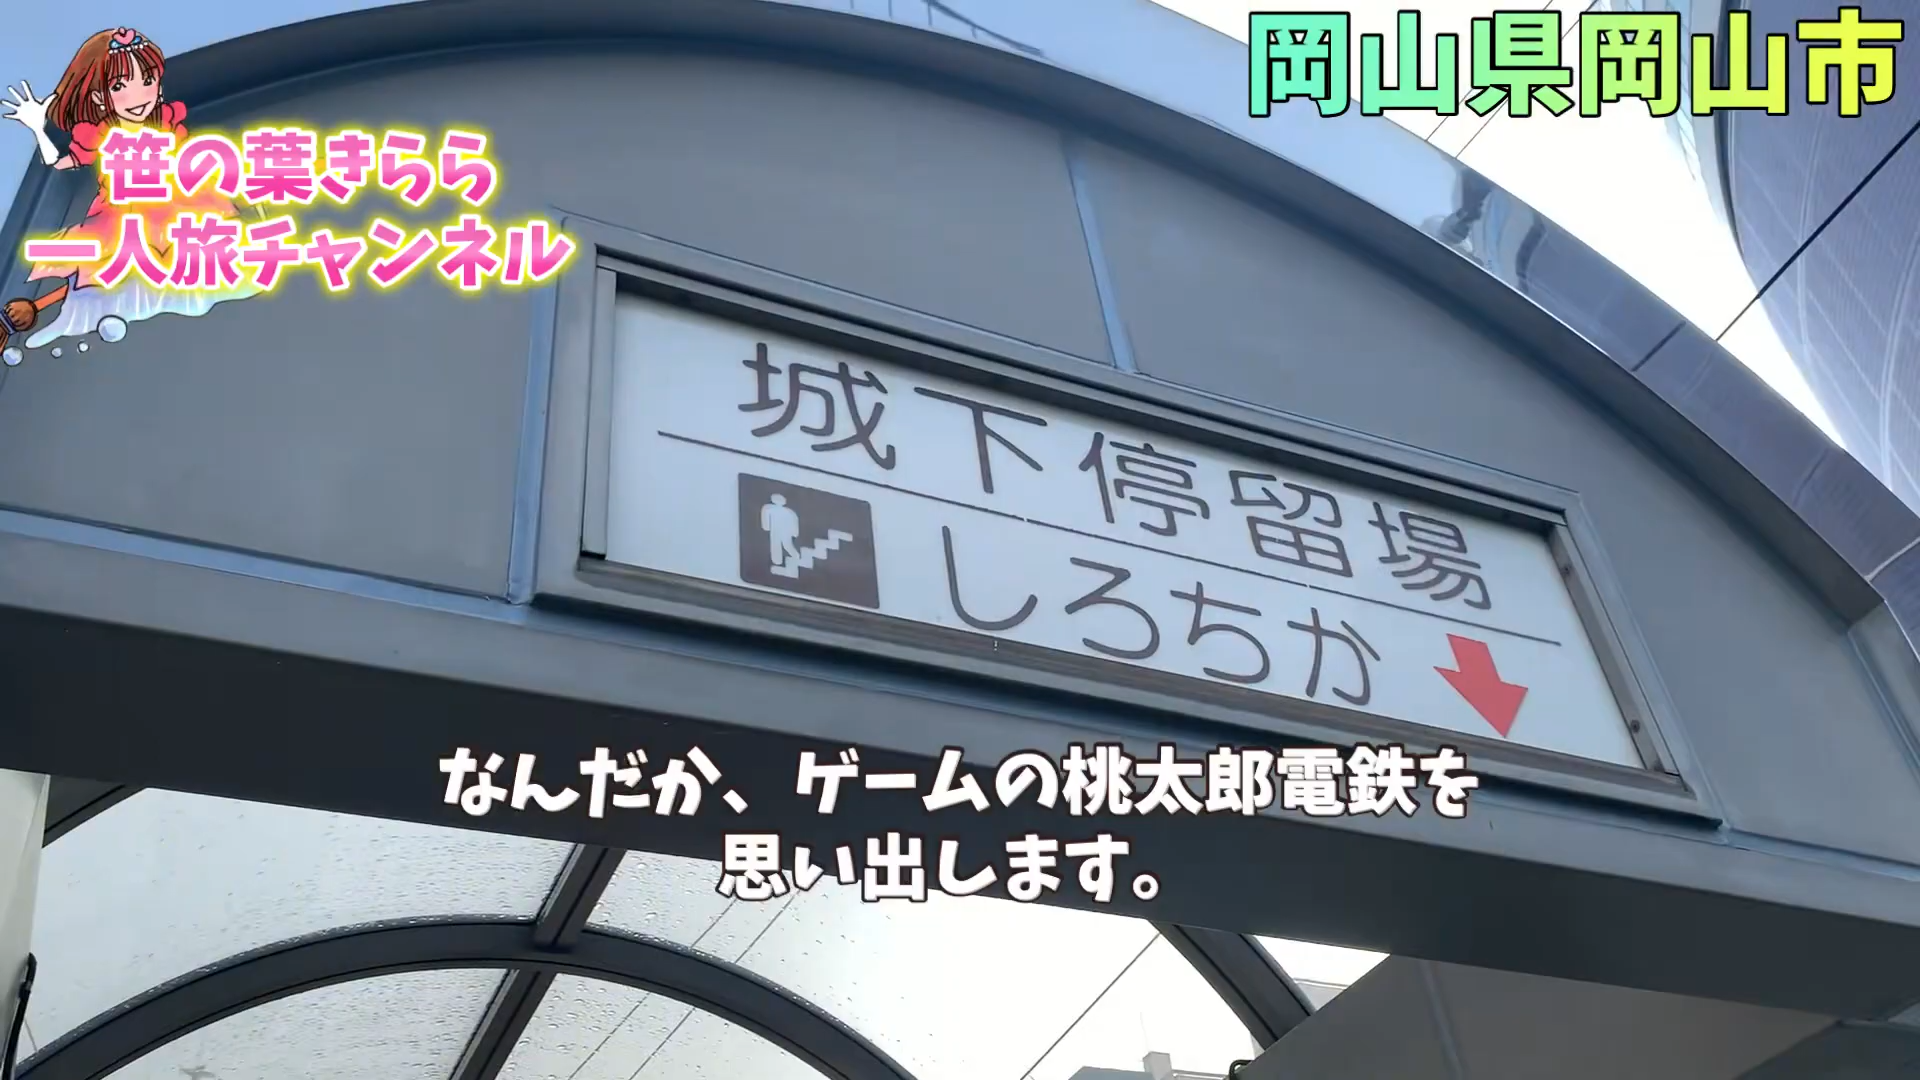 岡山県岡山市
笹の葉きらら
一人旅チャンネル
城下停留場
しろちか
なんだか、ゲームの桃太郎電鉄を
思い出します。